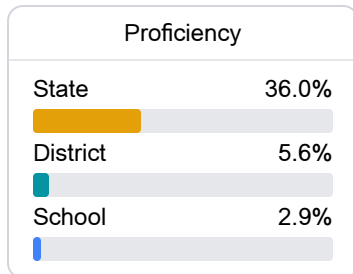 Proficiency
State 36.0%
District 5.6%
School 2.9%